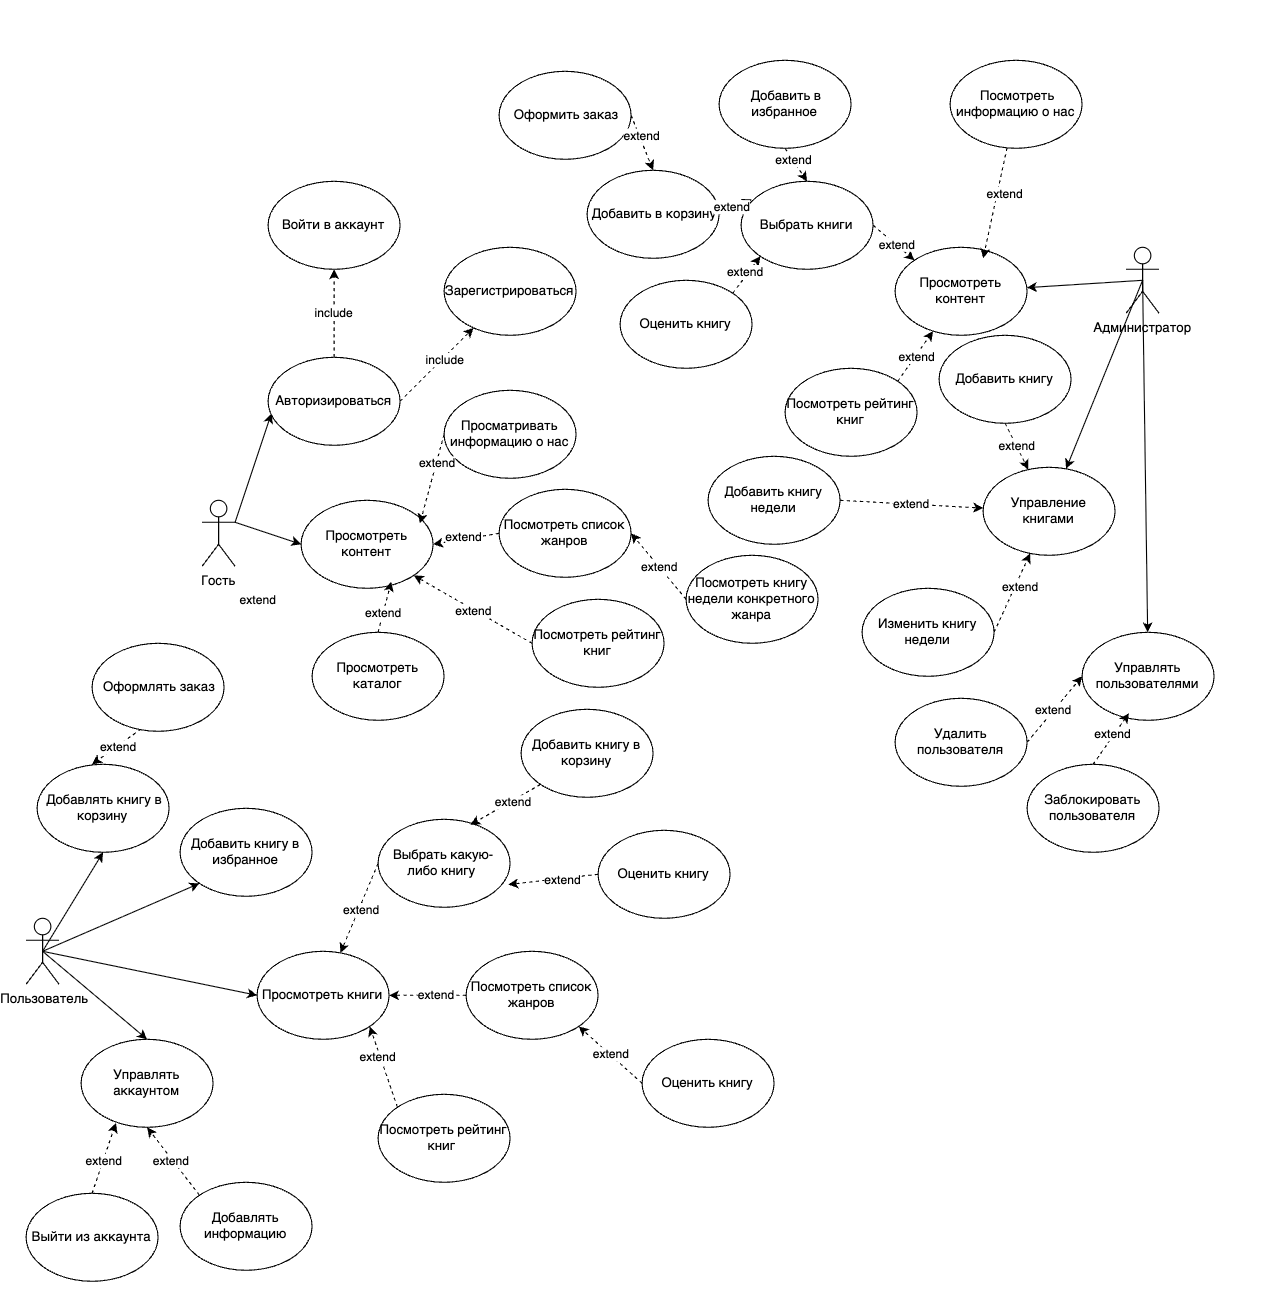 Оформить заказ
Добавить в
избранное
Посмотреть
информацию о нас
extend
extend
extend
Добавить в корзину
extend
Выбрать книги
extend
Войти в аккаунт
extend
Зарегистрироваться
Просмотреть
контент
include
Оценить книгу
Администратор
include
extend
Добавить книгу
Авторизироваться
Посмотреть рейтинг
книг
Просматривать
информацию о нас
extend
extend
Добавить книгу
недели
extend
Управление
книгами
Просмотреть
контент
extend
Посмотреть список
жанров
extend
Посмотреть книгу
недели конкретного
жанра
extend
Гость
extend
extend
extend
Изменить книгу
недели
Посмотреть рейтинг
книг
Просмотреть
каталог
Управлять
пользователями
Оформлять заказ
extend
Удалить
пользователя
extend
extend
Добавить книгу в
корзину
Заблокировать
пользователя
Добавлять книгу в
корзину
extend
Добавить книгу в
избранное
Выбрать какую-
либо книгу
extend
Оценить книгу
extend
Пользователь
Просмотреть книги
extend
Посмотреть список
жанров
extend
extend
Оценить книгу
Управлять
аккаунтом
Посмотреть рейтинг
книг
extend
extend
Выйти из аккаунта
Добавлять
информацию